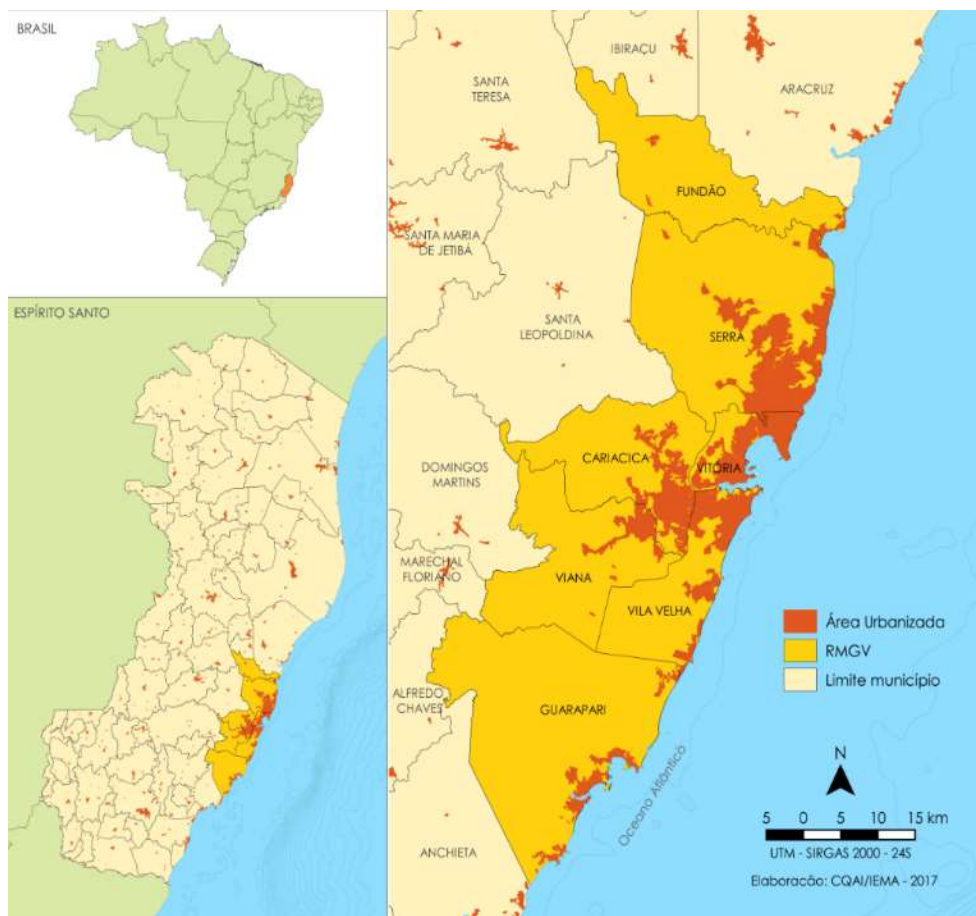 BRASIL
ESPÍRITO SANTO
IBIRAÇU
SANTA
TERESA
ARACRUZ
FUNDÃO
SANTA MARIA
DE JETIBÁ
SANTA
LEOPOLDINA
SERRA
CARIACICA
VITÓRIA
DOMINGOS
MARTINS
MARECHAL
FLORIANO
VIANA
VILA VELHA
ALFREDO
CHAVES
GUARAPARI
ANCHIETA
Oceano Atlântico
Área Urbanizada
RMGV
Limite município
N
5 0 5 10 15 km
UTM - SIRGAS 2000 - 24S
Elaboracão: CQAI/IEMA - 2017